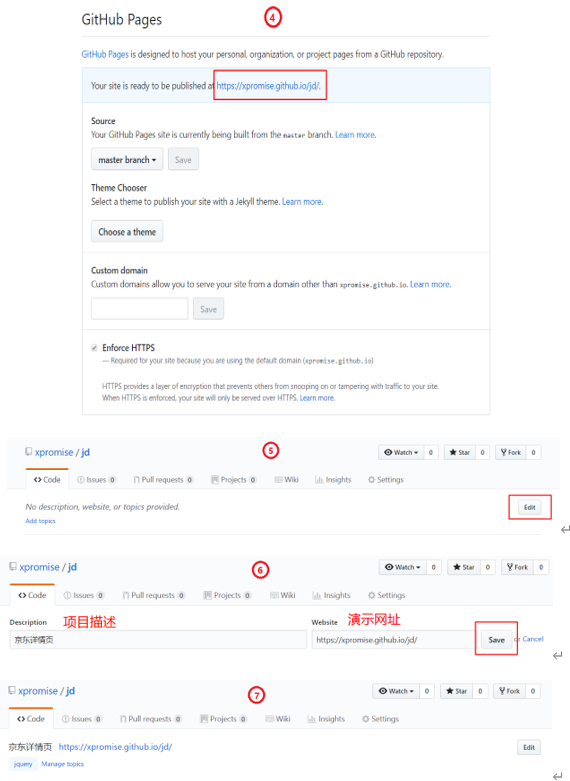 GitHub Pages
④
GitHub Pages is designed to host your personal, organization, or project pages from a GitHub repository.
Your site is ready to be published at https://xpromise.github.io/jd/.
Source
Your GitHub Pages site is currently being built from the master branch. Learn more.
master branch Save
Theme Chooser
Select a theme to publish your site with a Jekyll theme. Learn more.
Choose a theme
Custom domain
Custom domains allow you to serve your site from a domain other than xpromise.github.io. Learn more.
Save
Enforce HTTPS
— Required for your site because you are using the default domain (xpromise.github.io)
HTTPS provides a layer of encryption that prevents others from snooping on or tampering with traffic to your site.
When HTTPS is enforced, your site will only be served over HTTPS. Learn more.
xpromise / jd ⑤ Watch 0 Star 0 Fork 0
Code Issues 0 Pull requests 0 Projects 0 Wiki Insights Settings
No description, website, or topics provided. Edit
Add topics
xpromise / jd ⑥ Watch 0 Star 0 Fork 0
Code Issues 0 Pull requests 0 Projects 0 Wiki Insights Settings
Description 项目描述 Website 演示网址
京东详情页 https://xpromise.github.io/jd/ Save or Cancel
xpromise / jd ⑦ Watch 0 Star 0 Fork 0
Code Issues 0 Pull requests 0 Projects 0 Wiki Insights Settings
京东详情页 https://xpromise.github.io/jd/ Edit
jquery Manage topics